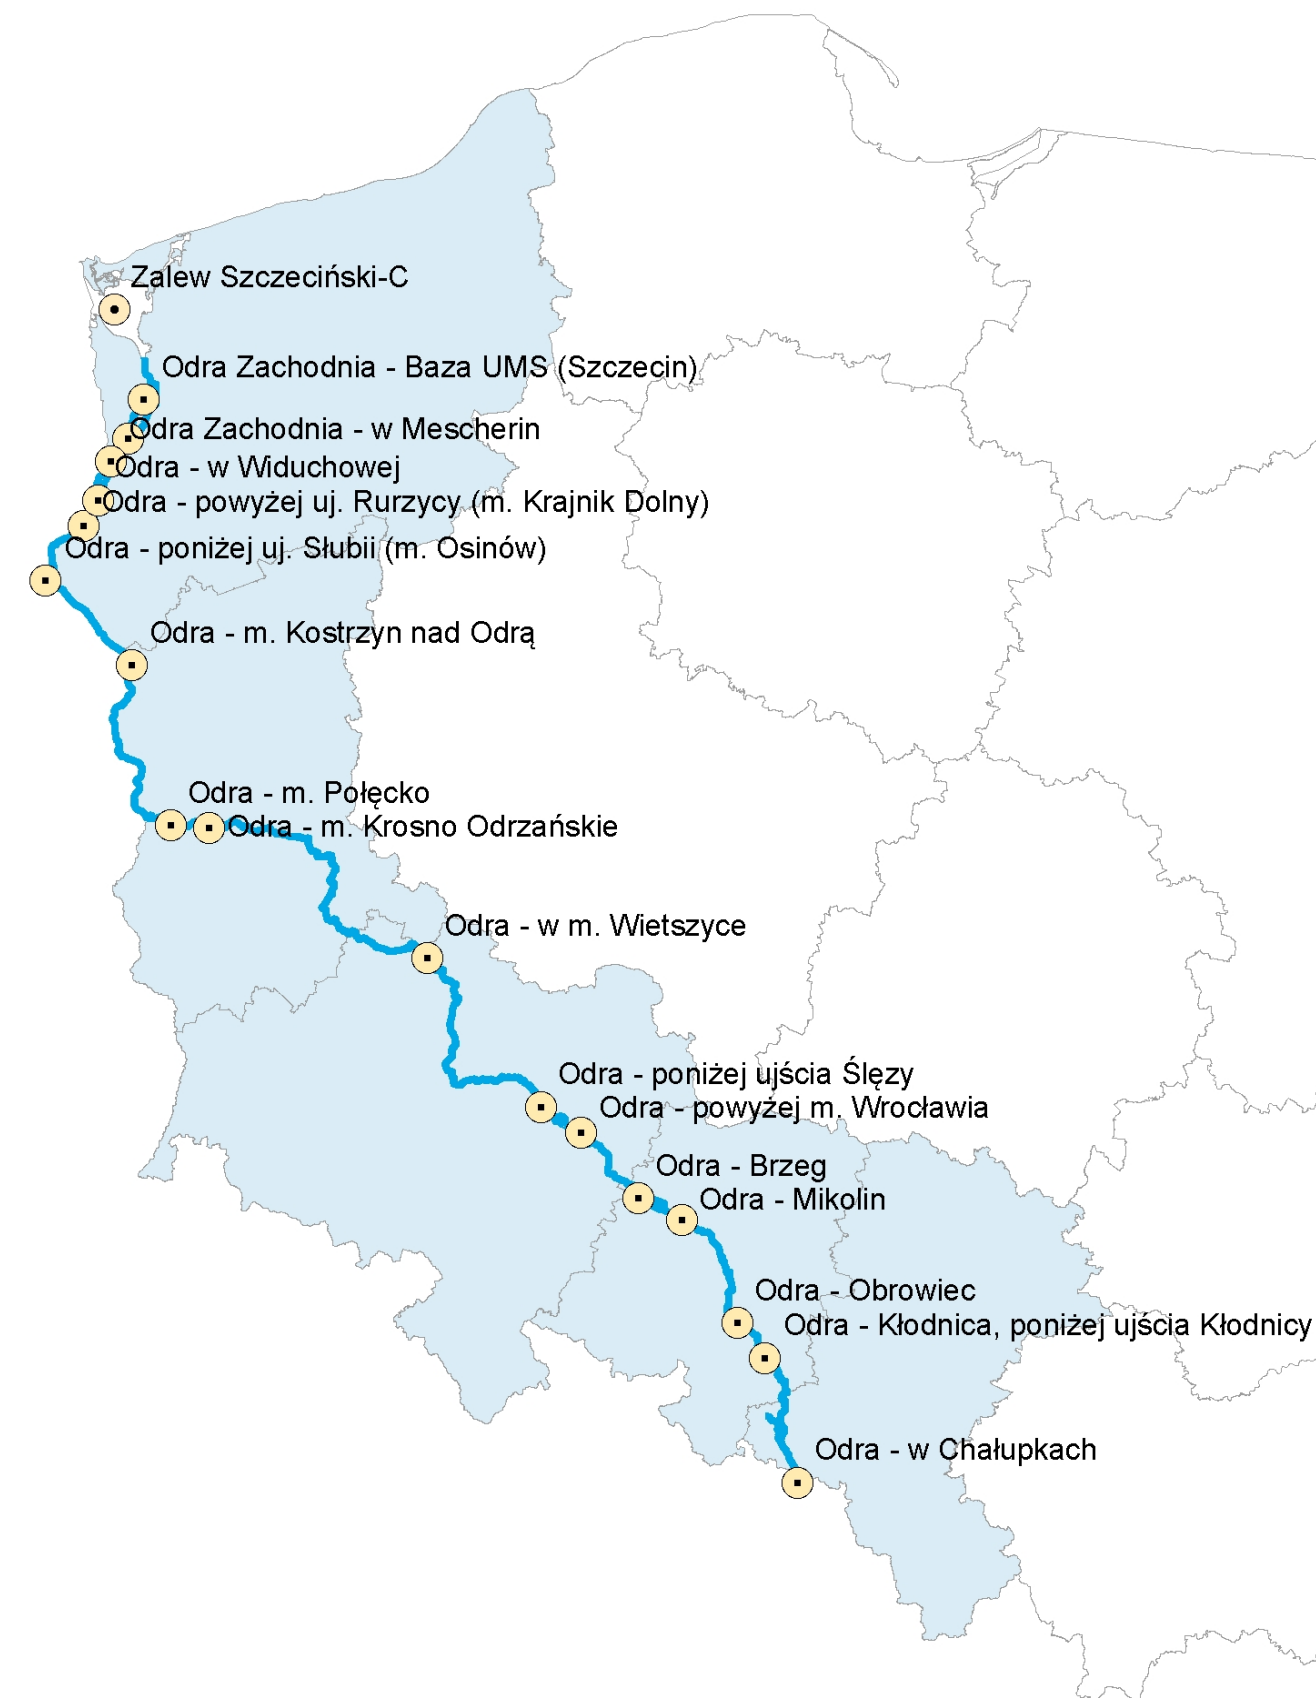 Zalew Szczeciński-C
Odra Zachodnia - Baza UMS (Szczecin)
Odra Zachodnia - w Mescherin
Odra - w Widuchowej
Odra - powyżej uj. Rurzycy (m. Krajnik Dolny)
Odra - poniżej uj. Słubii (m. Osinów)
Odra - m. Kostrzyn nad Odrą
Odra - m. Połęcko
Odra - m. Krosno Odrzańskie
Odra - w m. Wietszyce
Odra - poniżej ujścia Ślęzy
Odra - powyżej m. Wrocławia
Odra - Brzeg
Odra - Mikolin
Odra - Obrowiec
Odra - Kłodnica, poniżej ujścia Kłodnicy
Odra - w Chałupkach